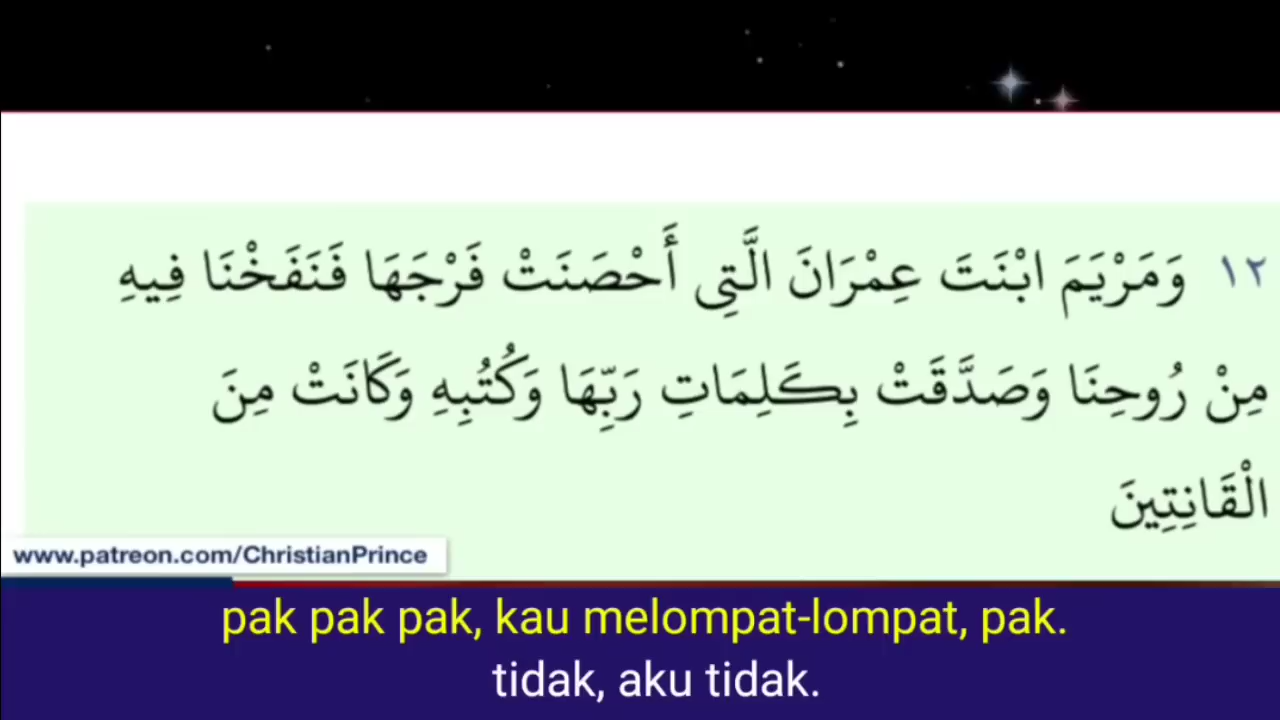 ١٢ وَمَرْيَمَ ابْنَتَ عِمْرَانَ الَّتِى أَحْصَنَتْ فَرْجَهَا فَنَفَخْنَا فِيهِ
مِنْ رُوحِنَا وَصَدَّقَتْ بِكَلِمَاتِ رَبِّهَا وَكُتُبِهِ وَكَانَتْ مِنَ
الْقَانِتِينَ
www.patreon.com/ChristianPrince
pak pak pak, kau melompat-lompat, pak.
tidak, aku tidak.